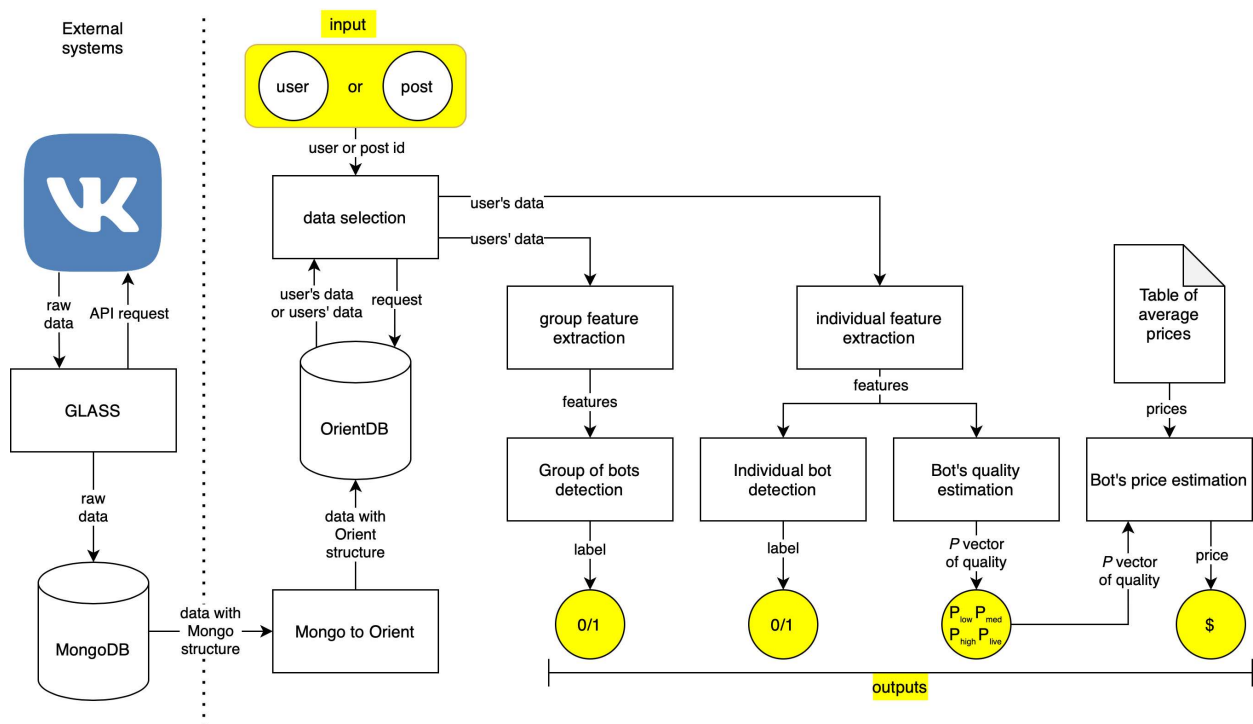 External
systems
input
user
or
post
user or post id
data selection
user's data
users' data
user's data
or users' data
request
raw
data
API request
GLASS
OrientDB
group feature
extraction
individual feature
extraction
Table of
average
prices
features
features
prices
Group of bots
detection
Individual bot
detection
Bot's quality
estimation
Bot's price estimation
raw
data
data with
Orient
structure
label
label
P vector
of quality
P vector
of quality
price
MongoDB
data with
Mongo
structure
Mongo to Orient
0/1
0/1
Plow Pmed
Phigh Plive
$
outputs